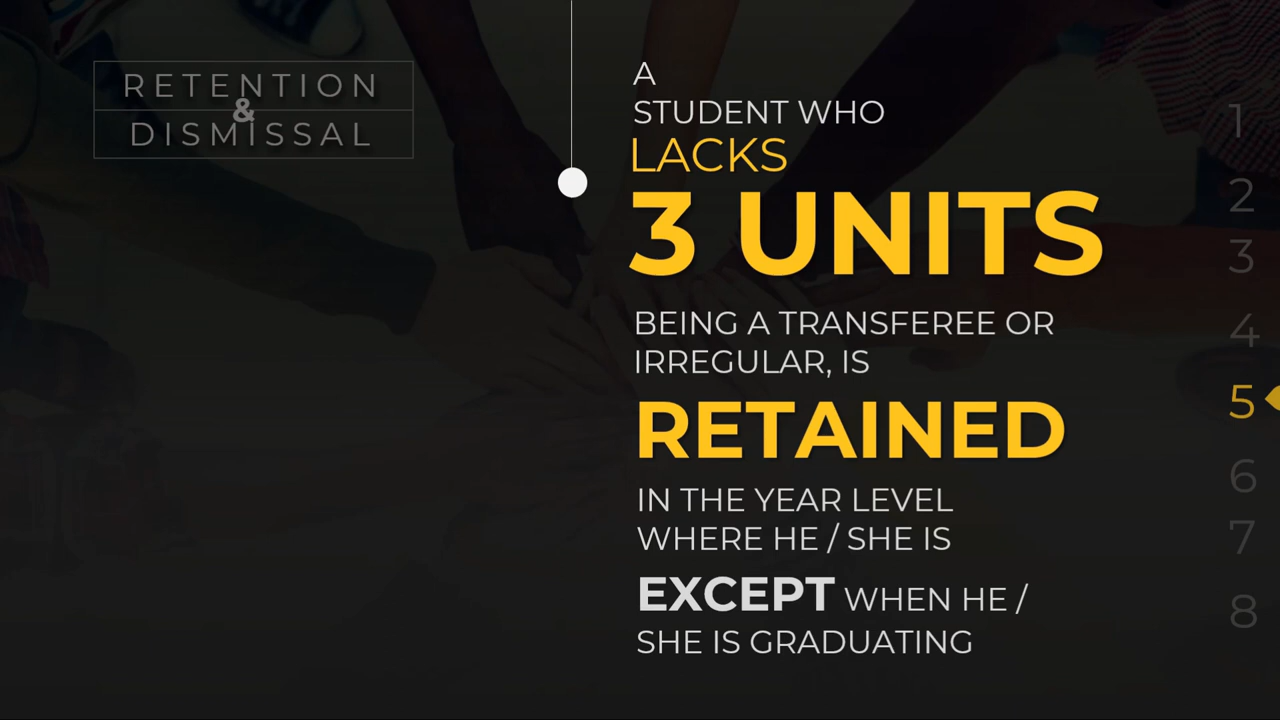 RETENTION
&
DISMISSAL
A
STUDENT WHO
LACKS
3 UNITS
BEING A TRANSFEREE OR
IRREGULAR, IS
RETAINED
IN THE YEAR LEVEL
WHERE HE / SHE IS
EXCEPT WHEN HE /
SHE IS GRADUATING
1
2
3
4
5
6
7
8